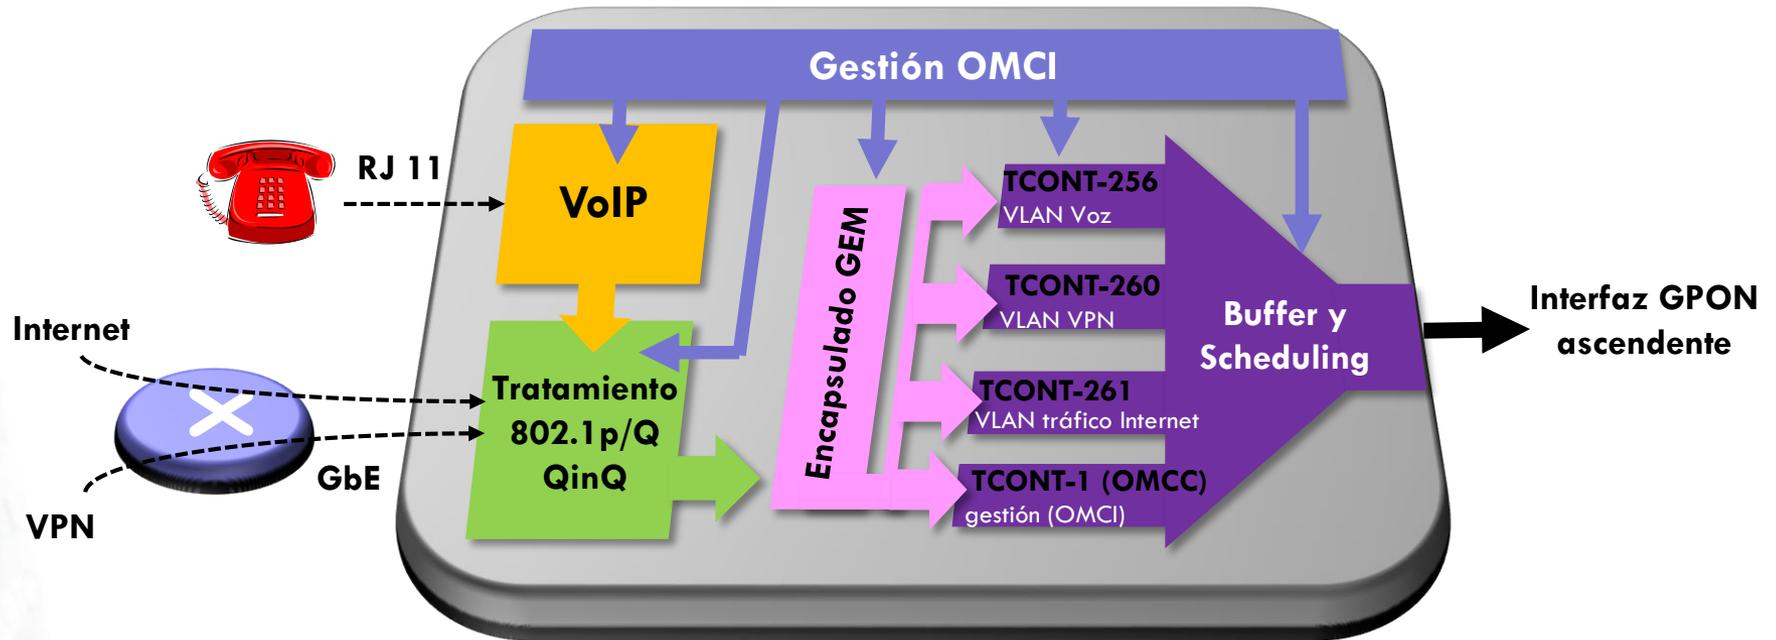 Gestión OMCI
RJ 11
VoIP
Internet
VPN
GbE
Tratamiento
802.1p/Q
QinQ
Encapsulado GEM
TCONT-256
VLAN Voz
TCONT-260
VLAN VPN
TCONT-261
VLAN tráfico Internet
TCONT-1 (OMCC)
gestión (OMCI)
Buffer y
Scheduling
Interfaz GPON
ascendente